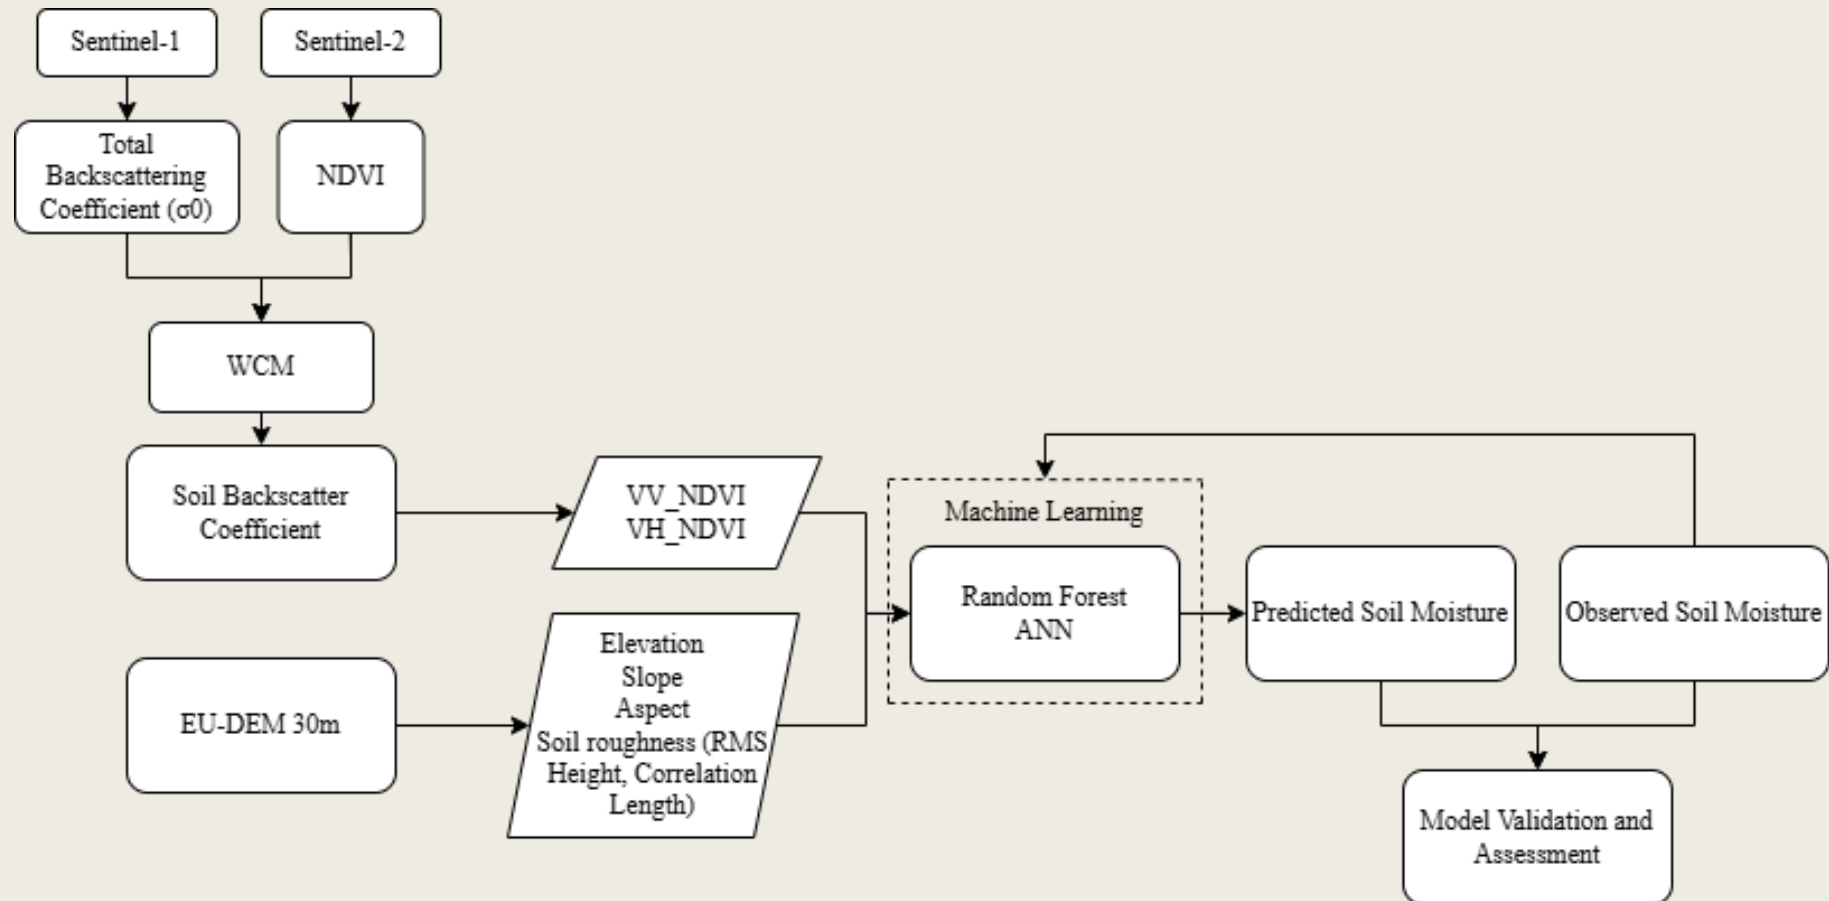 Sentinel-1
Sentinel-2
Total
Backscattering
Coefficient (σ0)
NDVI
WCM
Soil Backscatter
Coefficient
VV_NDVI
VH_NDVI
EU-DEM 30m
Elevation
Slope
Aspect
Soil roughness (RMS
Height, Correlation
Length)
Machine Learning
Random Forest
ANN
Predicted Soil Moisture
Observed Soil Moisture
Model Validation and
Assessment